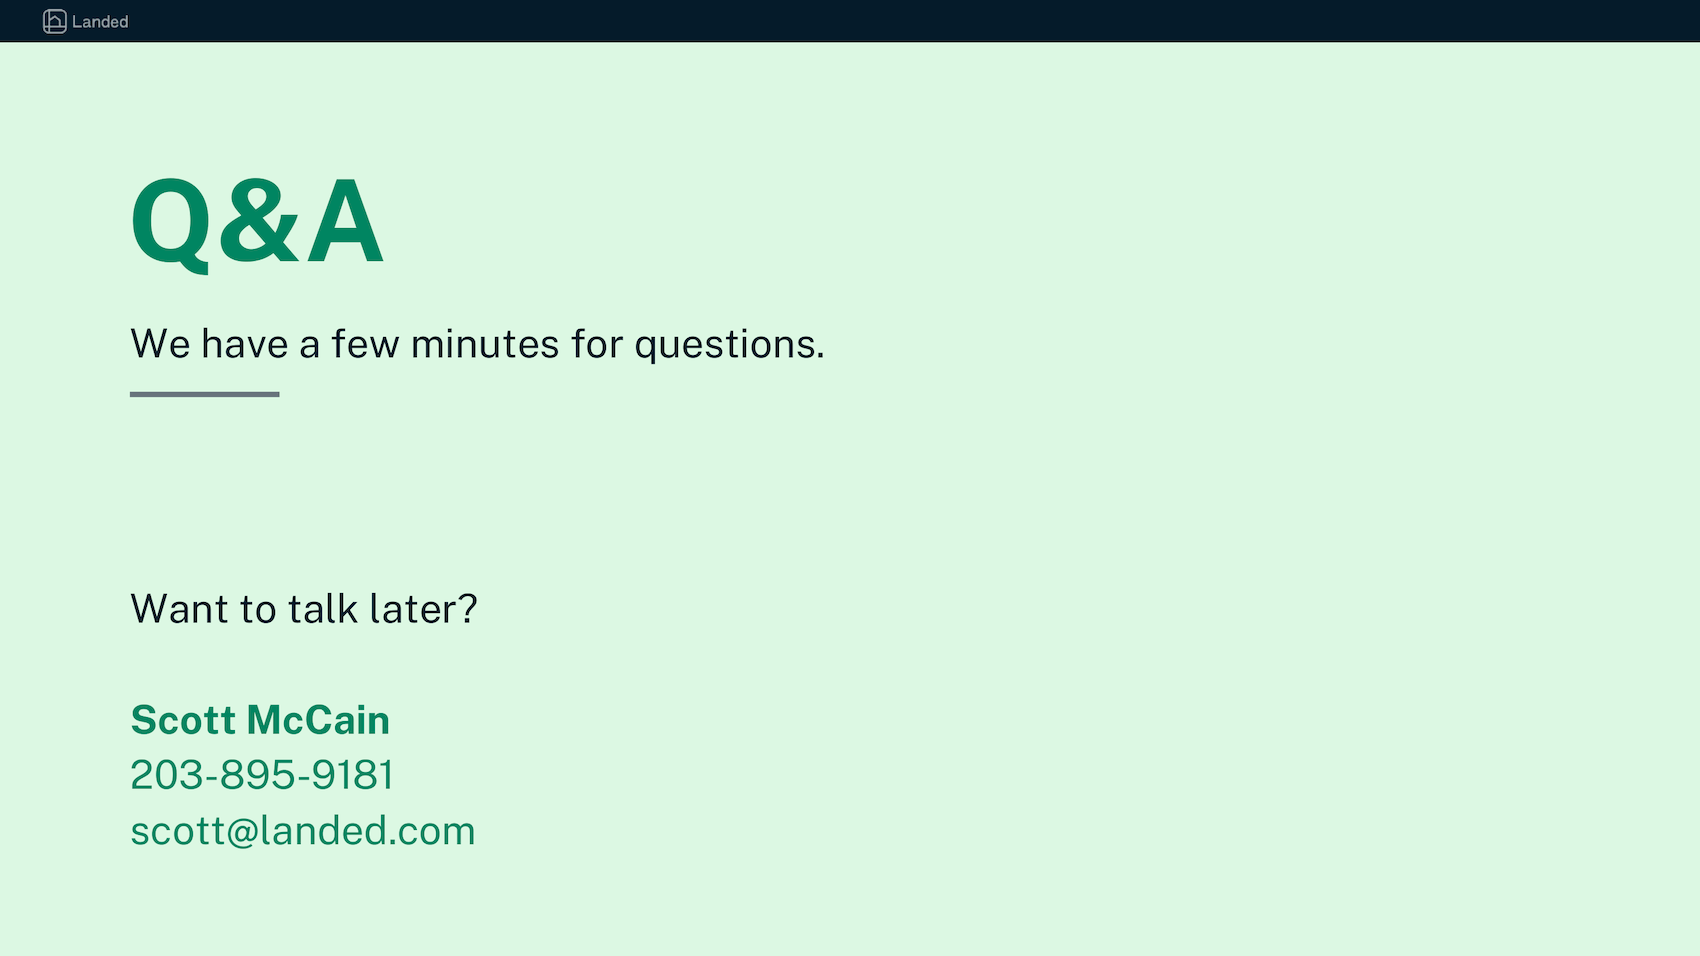 Landed
Q&A
We have a few minutes for questions.
Want to talk later?
Scott McCain
203-895-9181
scott@landed.com